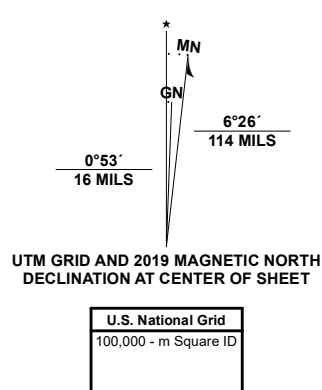 ★
MN
GN
6°26´
114 MILS
0°53´
16 MILS
UTM GRID AND 2019 MAGNETIC NORTH
DECLINATION AT CENTER OF SHEET
U.S. National Grid
100,000 - m Square ID